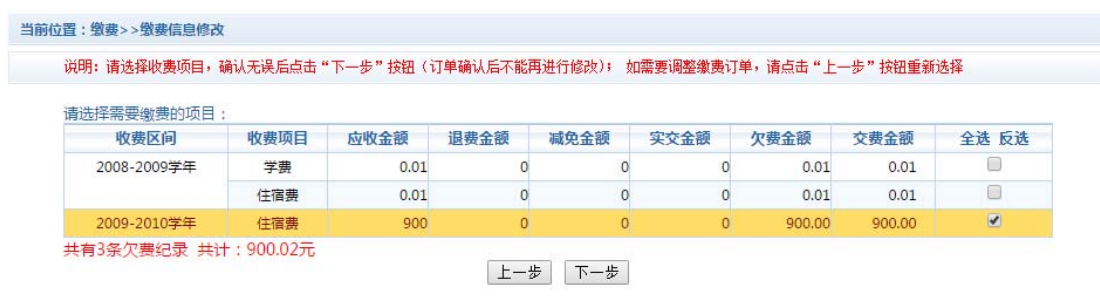 当前位置：缴费>>缴费信息修改
说明：请选择收费项目，确认无误后点击“下一步”按钮（订单确认后不能再进行修改）； 如需要调整缴费订单，请点击“上一步”按钮重新选择
请选择需要缴费的项目：
收费区间 收费项目 应收金额 退费金额 减免金额 实交金额 欠费金额 交费金额 全选 反选
2008-2009学年 学费 0.01 0 0 0 0.01 0.01
住宿费 0.01 0 0 0 0.01 0.01
2009-2010学年 住宿费 900 0 0 0 900.00 900.00
共有3条欠费纪录 共计：900.02元
上一步 下一步